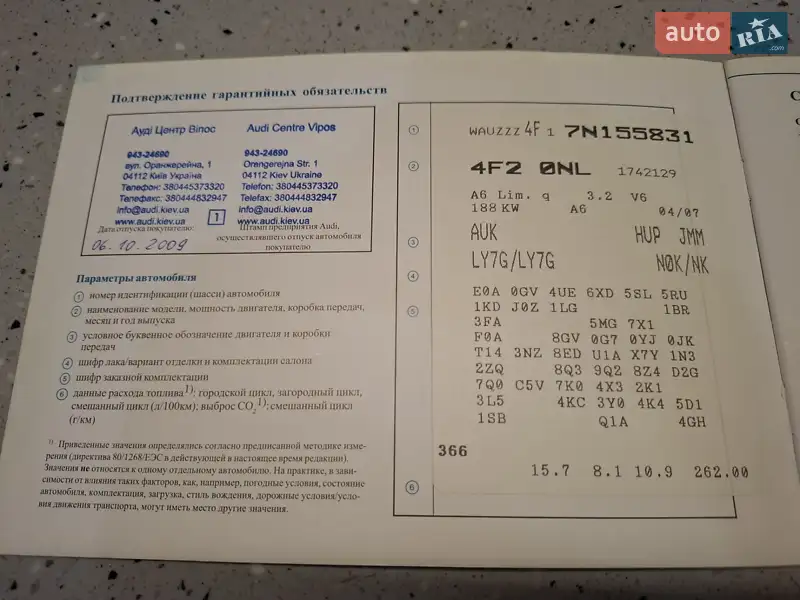 auto RIA .com
Подтверждение гарантийных обязательств
Ауді Центр Віпос Audi Centre Vipos
943-24690 943-24690
вул. Оранжерейна, 1 Orangerejna Str. 1
04112 Київ Україна 04112 Kiev Ukraine
Телефон: 380445373320 Telefon: 380445373320
Телефакс: 380444832947 Telefax: 380444832947
info@audi.kiev.ua info@audi.kiev.ua
www.audi.kiev.ua 1 www.audi.kiev.ua
Дата отпуска покупателю: Штамп предприятия Audi,
осуществлявшего отпуск автомобиля
покупателю
06.10.2009
Параметры автомобиля
1 номер идентификации (шасси) автомобиля
2 наименование модели, мощность двигателя, коробка передач,
месяц и год выпуска
3 условное буквенное обозначение двигателя и коробки
передач
4 шифр лака/вариант отделки и комплектации салона
5 шифр заказной комплектации
6 данные расхода топлива1): городской цикл, загородный цикл,
смешанный цикл (л/100км); выброс CO2 1): смешанный цикл
(г/км)
1) Приведенные значения определялись согласно предписанной методике изме-
рения (директива 80/1268/ЕЭС в действующей в настоящее время редакции).
Значения не относятся к одному отдельному автомобилю. На практике, в зави-
симости от влияния таких факторов, как, например, погодные условия, состояние
автомобиля, комплектация, загрузка, стиль вождения, дорожные условия/усло-
вия движения транспорта, могут иметь место другие значения.
1 WAUZZZ 4F 1 7N155831
2 4F2 0NL 1742129
A6 Lim. q 3.2 V6
188 KW A6 04/07
3 AUK HUP JMM
4 LY7G/LY7G N0K/NK
5 E0A 0GV 4UE 6XD 5SL 5RU
1KD J0Z 1LG 1BR
3FA 5MG 7X1
F0A 8GV 0G7 0YJ 0JK
T14 3NZ 8ED U1A X7Y 1N3
2ZQ 8Q3 9Q2 8Z4 D2G
7Q0 C5V 7K0 4X3 2K1
3L5 4KC 3Y0 4K4 5D1
1SB Q1A 4GH
366
6 15.7 8.1 10.9 262.00